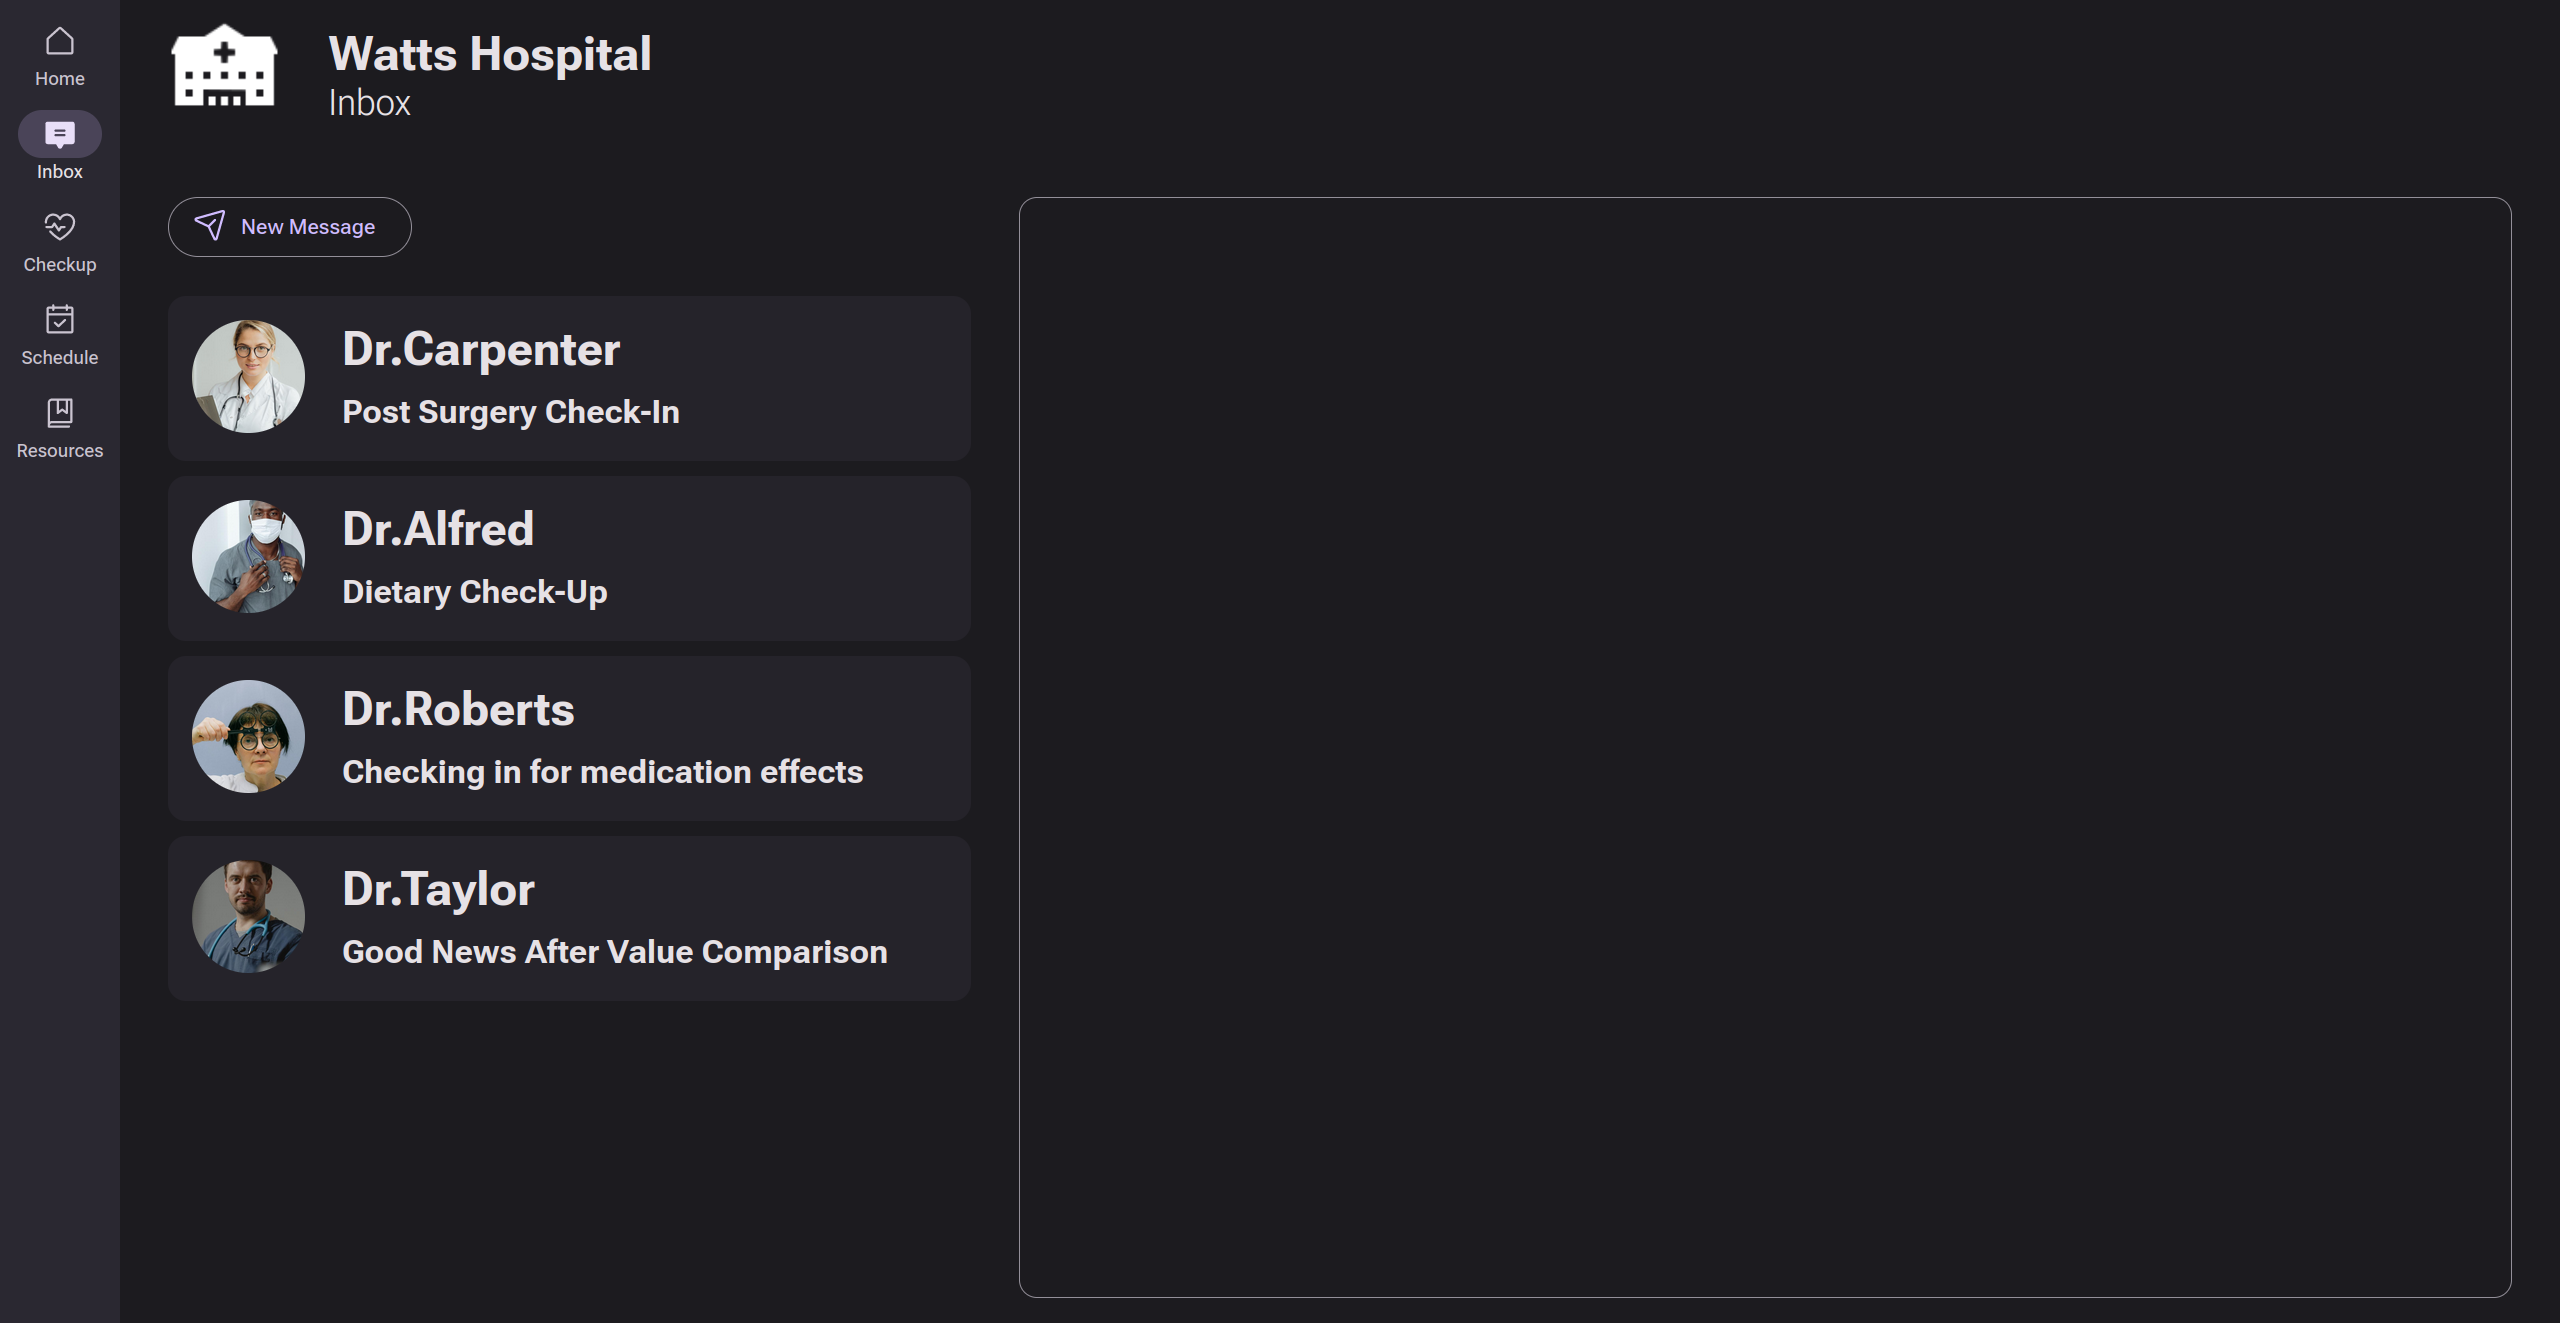 Home
Inbox
Checkup
Schedule
Resources
Watts Hospital
Inbox
New Message
Dr.Carpenter
Post Surgery Check-In
Dr.Alfred
Dietary Check-Up
Dr.Roberts
Checking in for medication effects
Dr.Taylor
Good News After Value Comparison